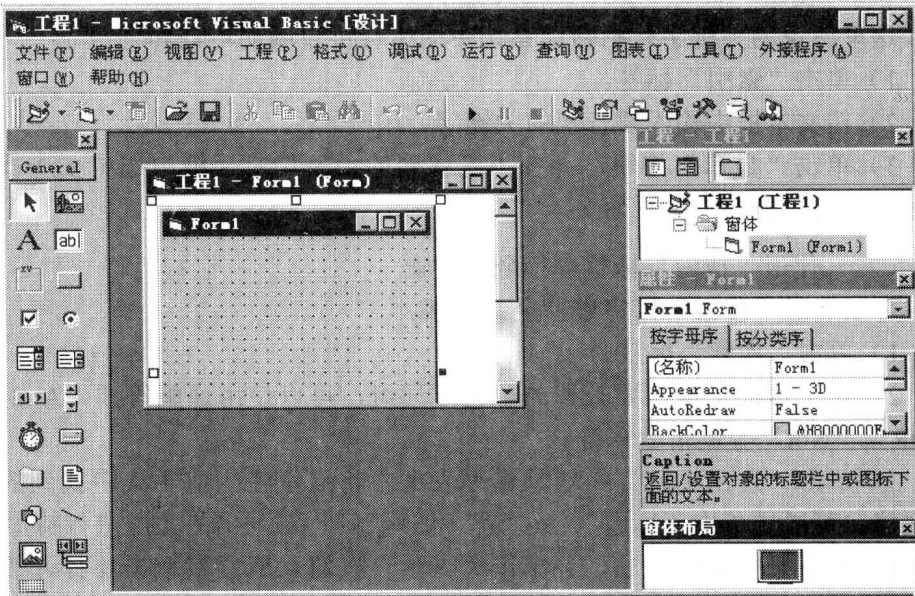 工程1 - Microsoft Visual Basic [设计]
文件(F) 编辑(E) 视图(V) 工程(P) 格式(O) 调试(D) 运行(R) 查询(U) 图表(I) 工具(T) 外接程序(A)
窗口(W) 帮助(H)
工程 - 工程1
General
工程1 - Form1 (Form)
Form1
A
ab
xv
工程1 (工程1)
窗体
Form1 (Form1)
属性 - Form1
Form1 Form
按字母序 按分类序
(名称) Form1
Appearance 1 - 3D
AutoRedraw False
BackColor &H8000000F&
Caption
返回/设置对象的标题栏中或图标下
面的文本。
窗体布局